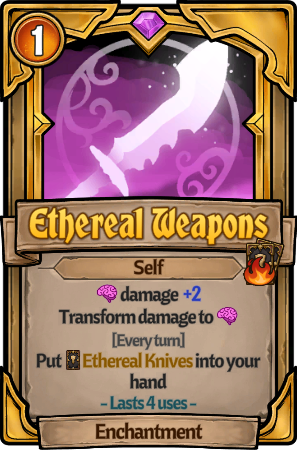 1
Ethereal Weapons
Self
damage +2
Transform damage to
[Every turn]
Put Ethereal Knives into your
hand
- Lasts 4 uses -
Enchantment